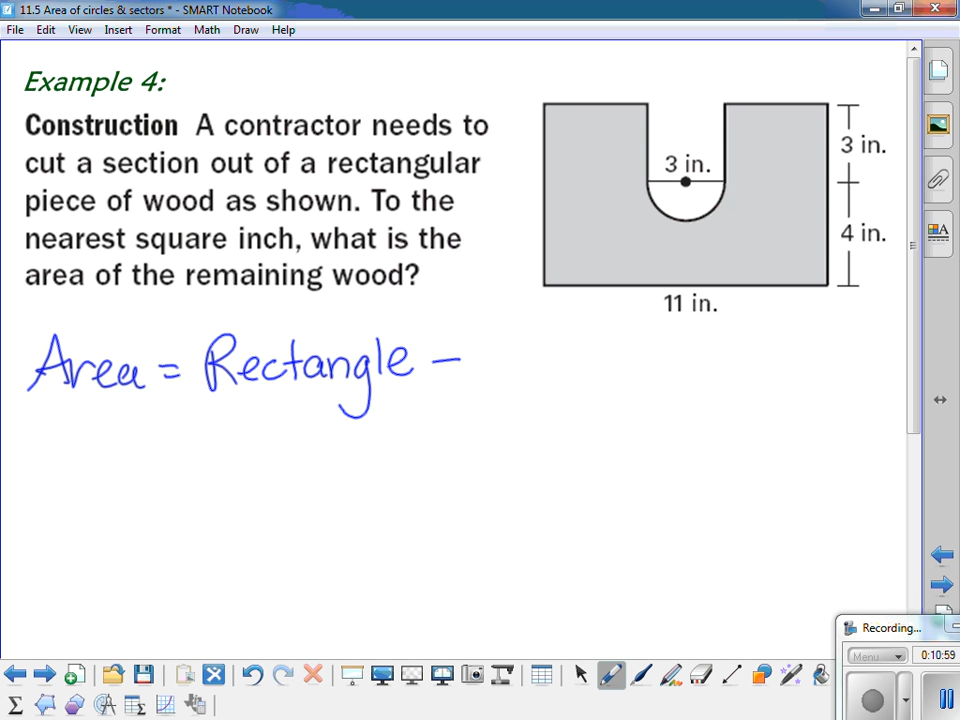 11.5 Area of circles & sectors * - SMART Notebook
File Edit View Insert Format Math Draw Help
Example 4:
Construction A contractor needs to
cut a section out of a rectangular
piece of wood as shown. To the
nearest square inch, what is the
area of the remaining wood?
3 in.
3 in.
4 in.
11 in.
Area = Rectangle –
Recording...
Menu
0:10:59